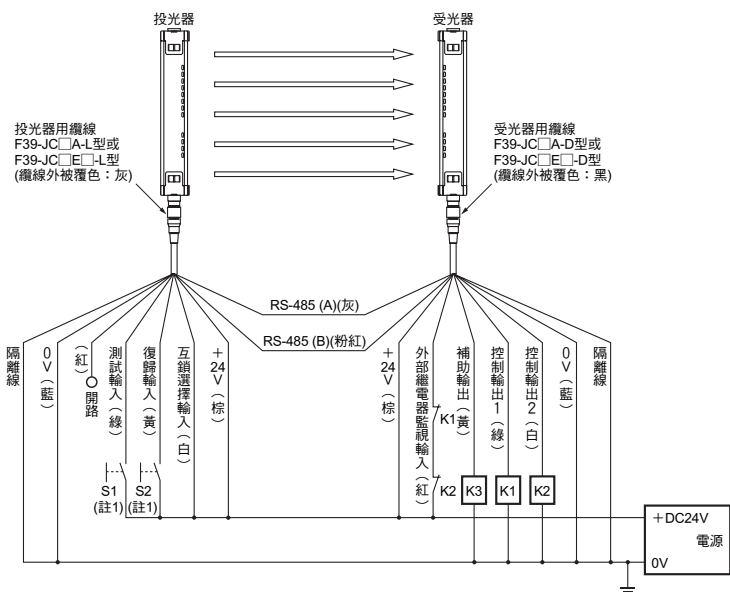 投光器
受光器
投光器用纜線
F39-JC□A-L型或
F39-JC□E□-L型
(纜線外被覆色：灰)
受光器用纜線
F39-JC□A-D型或
F39-JC□E□-D型
(纜線外被覆色：黑)
RS-485 (A)(灰)
RS-485 (B)(粉紅)
隔離線
0V（藍）
（紅）
開路
測試輸入（綠）
復歸輸入（黃）
互鎖選擇輸入（白）
＋24V（棕）
＋24V（棕）
外部繼電器監視輸入（紅）
輔助輸出（黃）
控制輸出1（綠）
控制輸出2（白）
0V（藍）
隔離線
K1
K2
K3
K1
K2
S1
(註1)
S2
(註1)
＋DC24V
電源
0V